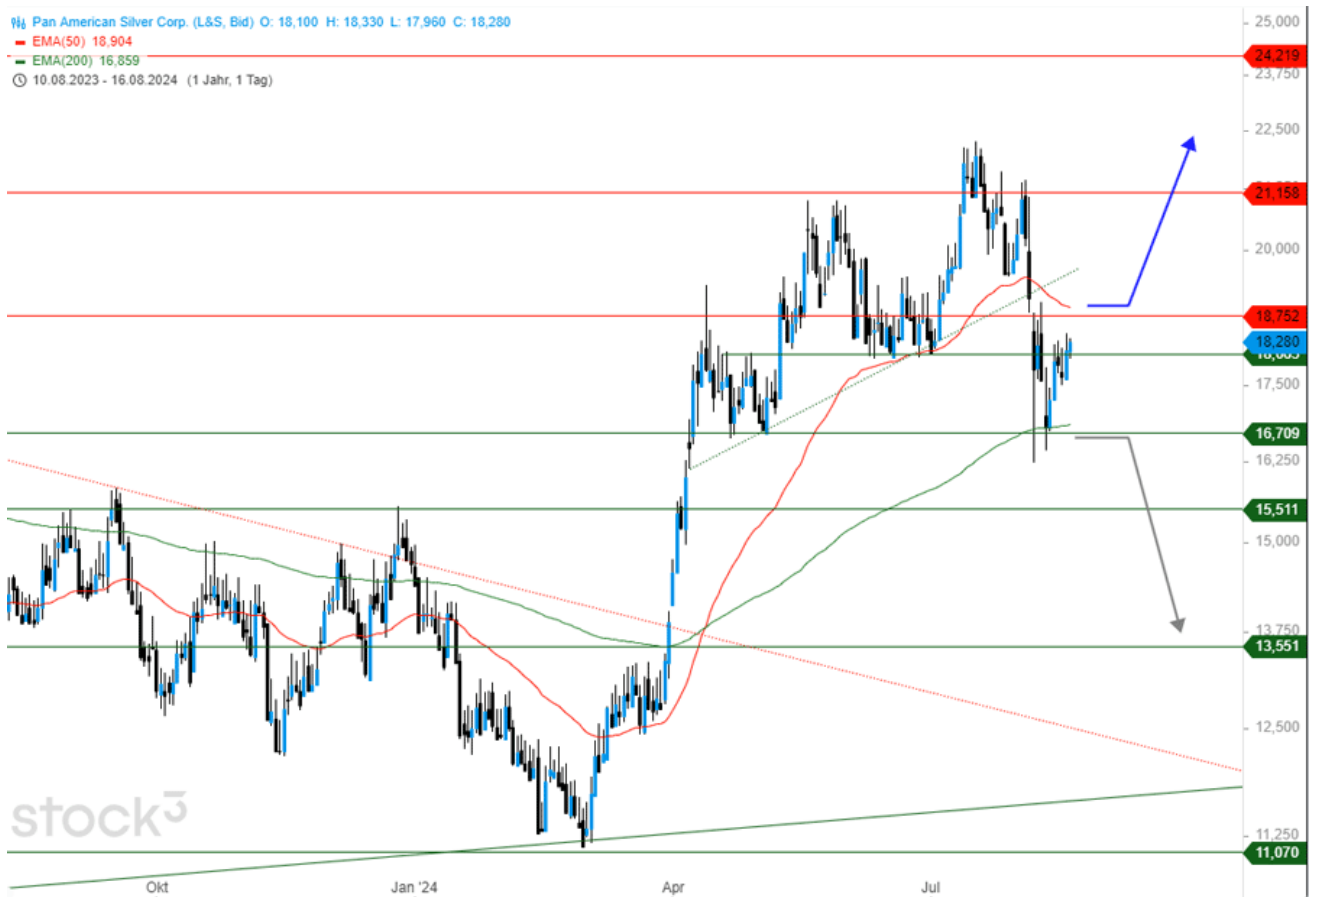 Pan American Silver Corp. (L&S, Bid) O: 18,100 H: 18,330 L: 17,960 C: 18,280
EMA(50) 18,904
EMA(200) 16,859
10.08.2023 - 16.08.2024 (1 Jahr, 1 Tag)
25,000
24,219
23,750
22,500
21,158
20,000
18,752
18,280
17,500
16,709
16,250
15,511
15,000
13,750
13,551
12,500
11,250
11,070
stock3
Okt
Jan '24
Apr
Jul